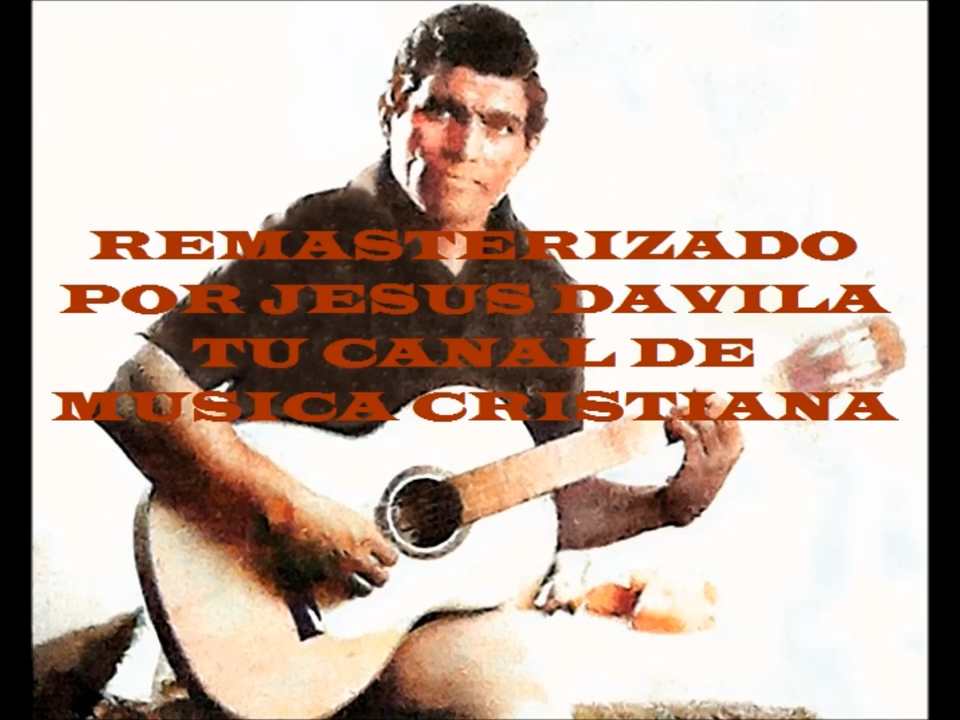 REMASTERIZADO
POR JESUS DAVILA
TU CANAL DE
MUSICA CRISTIANA